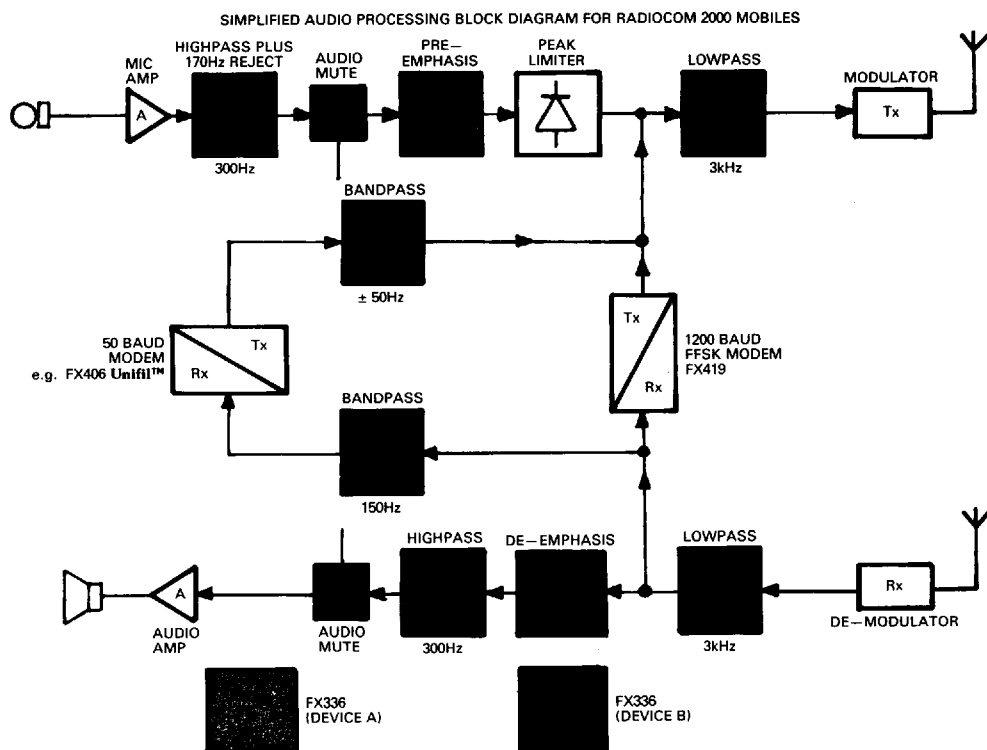 SIMPLIFIED AUDIO PROCESSING BLOCK DIAGRAM FOR RADIOCOM 2000 MOBILES
MIC
AMP
A
HIGHPASS PLUS
170Hz REJECT
300Hz
AUDIO
MUTE
PRE—
EMPHASIS
PEAK
LIMITER
LOWPASS
3kHz
MODULATOR
Tx
BANDPASS
± 50Hz
50 BAUD
MODEM
e.g. FX406 Unifil™
Tx
Rx
Tx
Rx
1200 BAUD
FFSK MODEM
FX419
BANDPASS
150Hz
A
AUDIO
AMP
AUDIO
MUTE
HIGHPASS
300Hz
DE—EMPHASIS
LOWPASS
3kHz
Rx
DE—MODULATOR
FX336
(DEVICE A)
FX336
(DEVICE B)